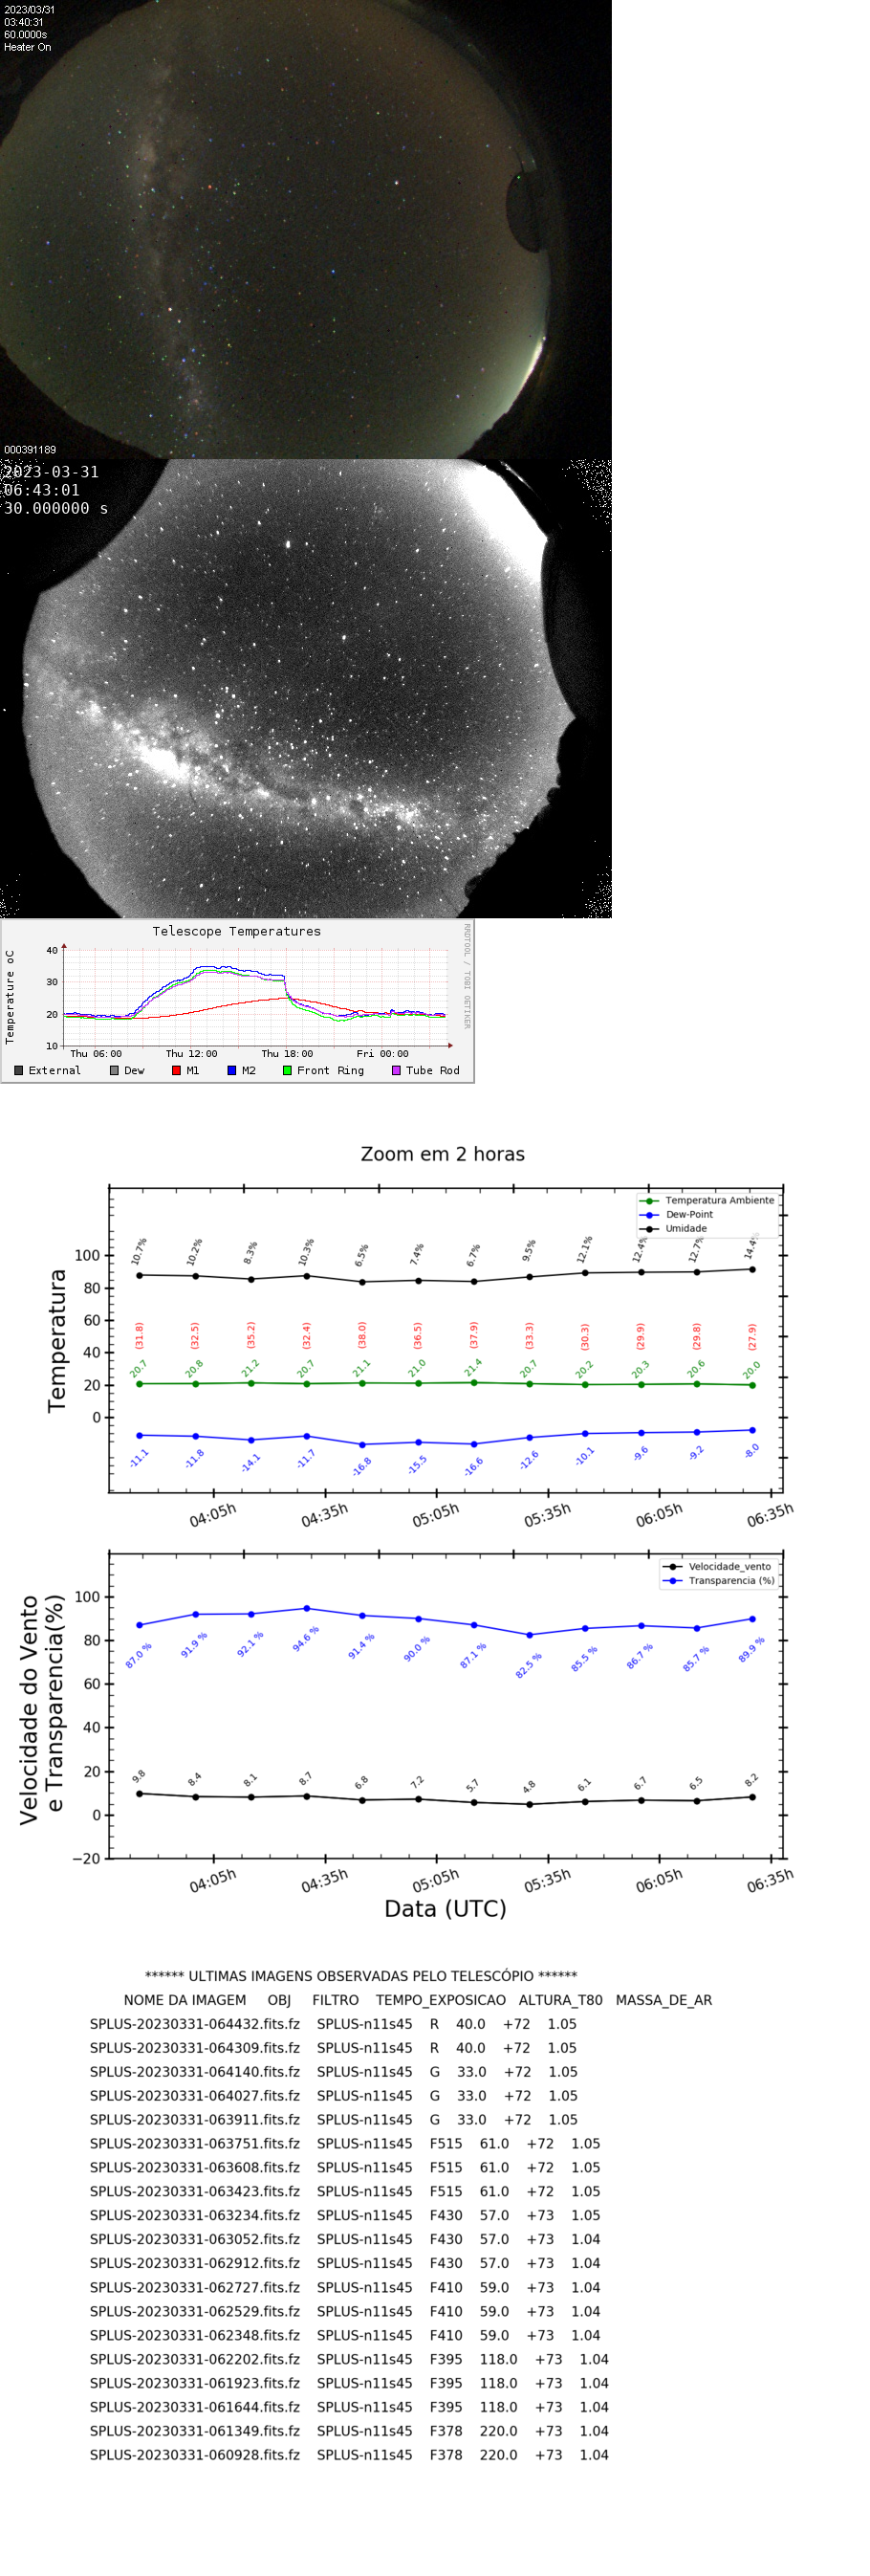 2023/03/31
03:40:31
60.0000s
Heater On
000391189
2023-03-31
06:43:01
30.000000 s
Telescope Temperatures
RRDTOOL / TOBI OETIKER
Temperature oC
40
30
20
10
Thu 06:00 Thu 12:00 Thu 18:00 Fri 00:00
External Dew M1 M2 Front Ring Tube Rod
Zoom em 2 horas
Temperatura Ambiente
Dew-Point
Umidade
Temperatura
100
80
60
40
20
0
10.7% 10.2% 8.3% 10.3% 6.5% 7.4% 6.7% 9.5% 12.1% 12.4% 12.7% 14.4%
(31.8) (32.5) (35.2) (32.4) (38.0) (36.5) (37.9) (33.3) (30.3) (29.9) (29.8) (27.9)
20.7 20.8 21.2 20.7 21.1 21.0 21.4 20.7 20.2 20.3 20.6 20.0
-11.1 -11.8 -14.1 -11.7 -16.8 -15.5 -16.6 -12.6 -10.1 -9.6 -9.2 -8.0
04:05h 04:35h 05:05h 05:35h 06:05h 06:35h
Velocidade_vento
Transparencia (%)
Velocidade do Vento
e Transparencia(%)
100
80
60
40
20
0
−20
87.0 % 91.9 % 92.1 % 94.6 % 91.4 % 90.0 % 87.1 % 82.5 % 85.5 % 86.7 % 85.7 % 89.9 %
9.8 8.4 8.1 8.7 6.8 7.2 5.7 4.8 6.1 6.7 6.5 8.2
04:05h 04:35h 05:05h 05:35h 06:05h 06:35h
Data (UTC)
****** ULTIMAS IMAGENS OBSERVADAS PELO TELESCÓPIO ******
NOME DA IMAGEM OBJ FILTRO TEMPO_EXPOSICAO ALTURA_T80 MASSA_DE_AR
SPLUS-20230331-064432.fits.fz SPLUS-n11s45 R 40.0 +72 1.05
SPLUS-20230331-064309.fits.fz SPLUS-n11s45 R 40.0 +72 1.05
SPLUS-20230331-064140.fits.fz SPLUS-n11s45 G 33.0 +72 1.05
SPLUS-20230331-064027.fits.fz SPLUS-n11s45 G 33.0 +72 1.05
SPLUS-20230331-063911.fits.fz SPLUS-n11s45 G 33.0 +72 1.05
SPLUS-20230331-063751.fits.fz SPLUS-n11s45 F515 61.0 +72 1.05
SPLUS-20230331-063608.fits.fz SPLUS-n11s45 F515 61.0 +72 1.05
SPLUS-20230331-063423.fits.fz SPLUS-n11s45 F515 61.0 +72 1.05
SPLUS-20230331-063234.fits.fz SPLUS-n11s45 F430 57.0 +73 1.05
SPLUS-20230331-063052.fits.fz SPLUS-n11s45 F430 57.0 +73 1.04
SPLUS-20230331-062912.fits.fz SPLUS-n11s45 F430 57.0 +73 1.04
SPLUS-20230331-062727.fits.fz SPLUS-n11s45 F410 59.0 +73 1.04
SPLUS-20230331-062529.fits.fz SPLUS-n11s45 F410 59.0 +73 1.04
SPLUS-20230331-062348.fits.fz SPLUS-n11s45 F410 59.0 +73 1.04
SPLUS-20230331-062202.fits.fz SPLUS-n11s45 F395 118.0 +73 1.04
SPLUS-20230331-061923.fits.fz SPLUS-n11s45 F395 118.0 +73 1.04
SPLUS-20230331-061644.fits.fz SPLUS-n11s45 F395 118.0 +73 1.04
SPLUS-20230331-061349.fits.fz SPLUS-n11s45 F378 220.0 +73 1.04
SPLUS-20230331-060928.fits.fz SPLUS-n11s45 F378 220.0 +73 1.04